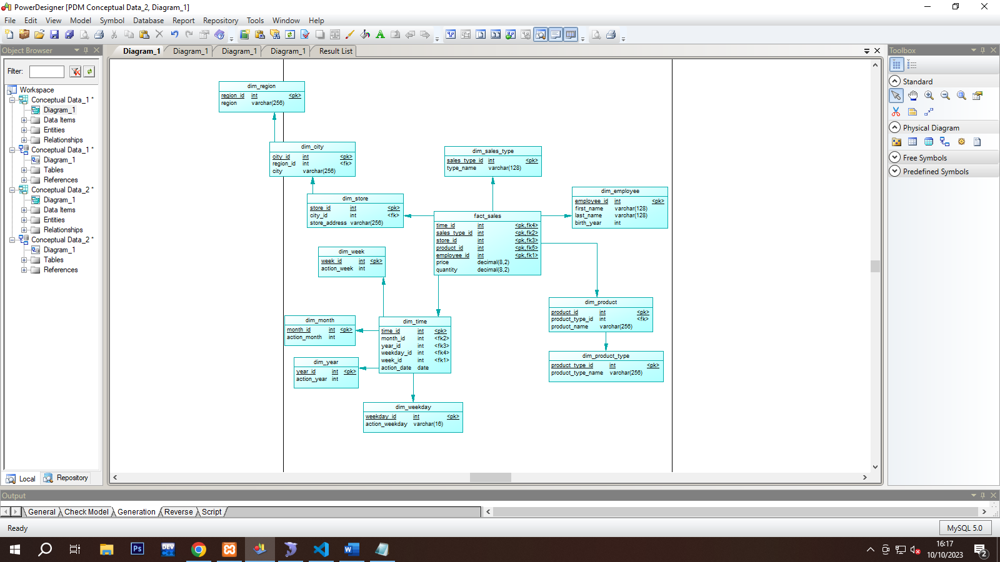 PowerDesigner [PDM Conceptual Data_2, Diagram_1]
File Edit View Model Symbol Database Report Repository Tools Window Help
Object Browser
Filter:
Workspace
Conceptual Data_1 *
Diagram_1
Data Items
Entities
Relationships
Conceptual Data_1 *
Diagram_1
Tables
References
Conceptual Data_2 *
Diagram_1
Data Items
Entities
Relationships
Conceptual Data_2 *
Diagram_1
Tables
References
Local Repository
Diagram_1 Diagram_1 Diagram_1 Diagram_1 Result List
dim_region
region_id int <pk>
region varchar(256)
dim_city
city_id int <pk>
region_id int <fk>
city varchar(256)
dim_sales_type
sales_type_id int <pk>
type_name varchar(128)
dim_store
store_id int <pk>
city_id int <fk>
store_address varchar(256)
dim_employee
employee_id int <pk>
first_name varchar(128)
last_name varchar(128)
birth_year int
fact_sales
time_id int <pk,fk4>
sales_type_id int <pk,fk2>
store_id int <pk,fk3>
product_id int <pk,fk5>
employee_id int <pk,fk1>
price decimal(8,2)
quantity decimal(8,2)
dim_week
week_id int <pk>
action_week int
dim_product
product_id int <pk>
product_type_id int <fk>
product_name varchar(256)
dim_month
month_id int <pk>
action_month int
dim_time
time_id int <pk>
month_id int <fk2>
year_id int <fk3>
weekday_id int <fk4>
week_id int <fk1>
action_date date
dim_year
year_id int <pk>
action_year int
dim_product_type
product_type_id int <pk>
product_type_name varchar(256)
dim_weekday
weekday_id int <pk>
action_weekday varchar(16)
Toolbox
Standard
Physical Diagram
Free Symbols
Predefined Symbols
Output
General Check Model Generation Reverse Script
Ready
MySQL 5.0
Ps
DEV
16:17
10/10/2023
2